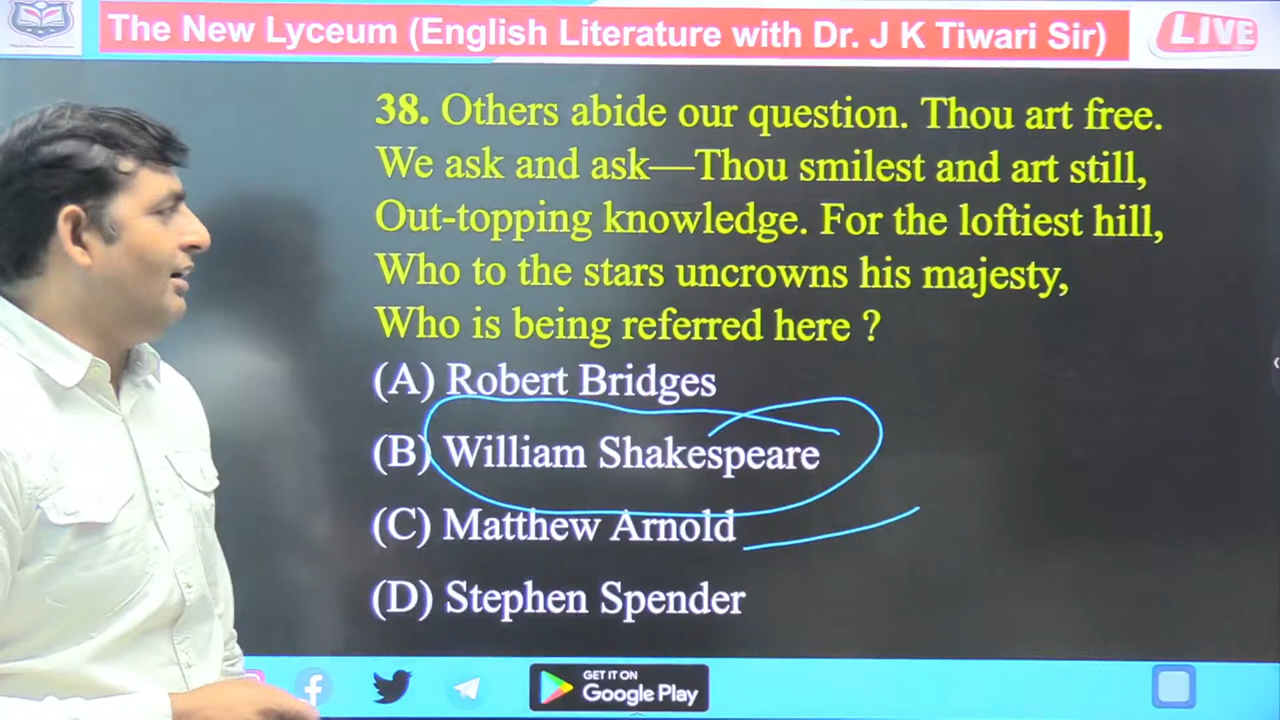 The New Lyceum (English Literature with Dr. J K Tiwari Sir)
LIVE
38. Others abide our question. Thou art free.
We ask and ask—Thou smilest and art still,
Out-topping knowledge. For the loftiest hill,
Who to the stars uncrowns his majesty,
Who is being referred here ?
(A) Robert Bridges
(B) William Shakespeare
(C) Matthew Arnold
(D) Stephen Spender
GET IT ON
Google Play